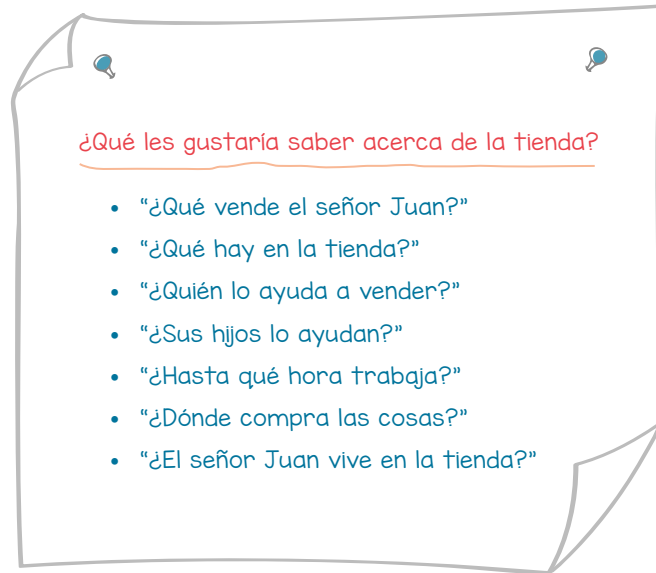 ¿Qué les gustaría saber acerca de la tienda?
• “¿Qué vende el señor Juan?”
• “¿Qué hay en la tienda?”
• “¿Quién lo ayuda a vender?”
• “¿Sus hijos lo ayudan?”
• “¿Hasta qué hora trabaja?”
• “¿Dónde compra las cosas?”
• “¿El señor Juan vive en la tienda?”